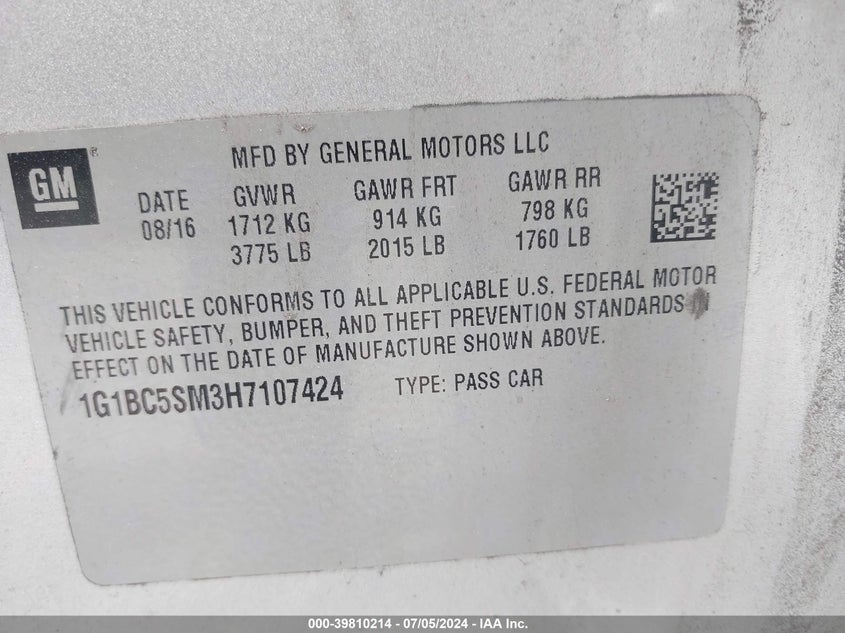 MFD BY GENERAL MOTORS LLC
GM®
DATE GVWR GAWR FRT GAWR RR
08/16 1712 KG 914 KG 798 KG
3775 LB 2015 LB 1760 LB
THIS VEHICLE CONFORMS TO ALL APPLICABLE U.S. FEDERAL MOTOR
VEHICLE SAFETY, BUMPER, AND THEFT PREVENTION STANDARDS
EFFECT ON THE DATE OF MANUFACTURE SHOWN ABOVE.
1G1BC5SM3H7107424 TYPE: PASS CAR
000-39810214 - 07/05/2024 - IAA Inc.